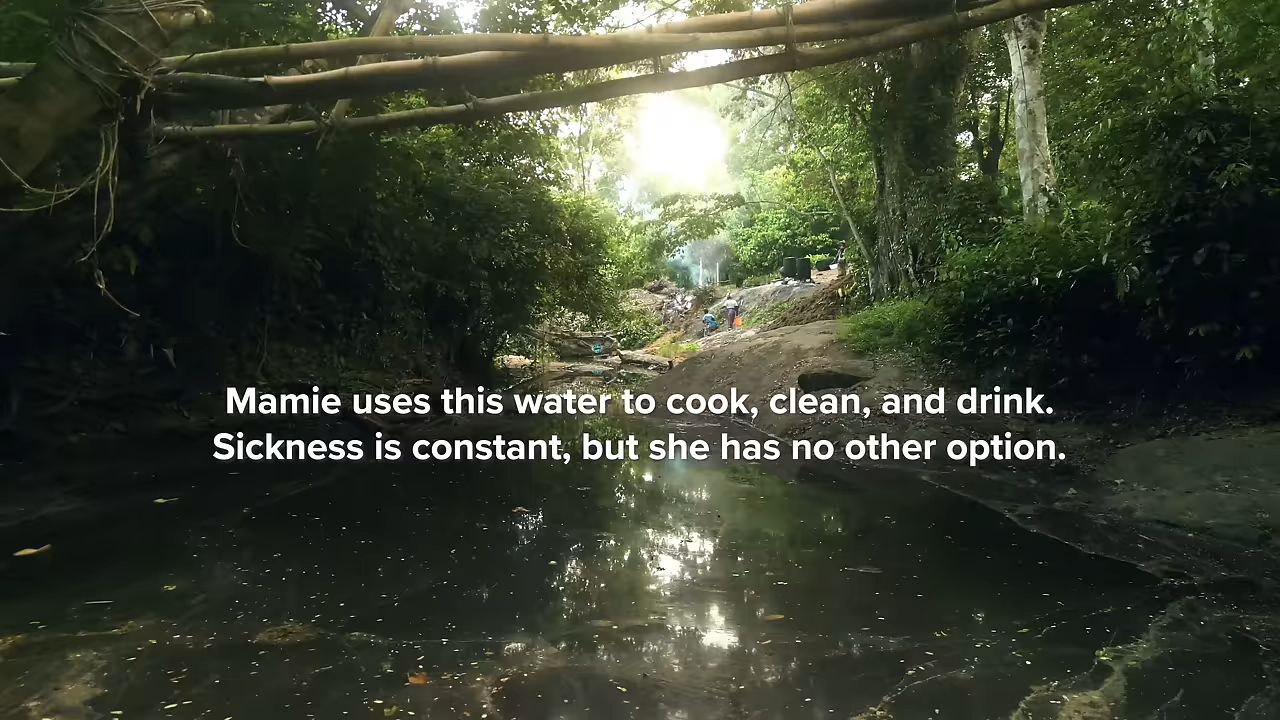 Mamie uses this water to cook, clean, and drink.
Sickness is constant, but she has no other option.